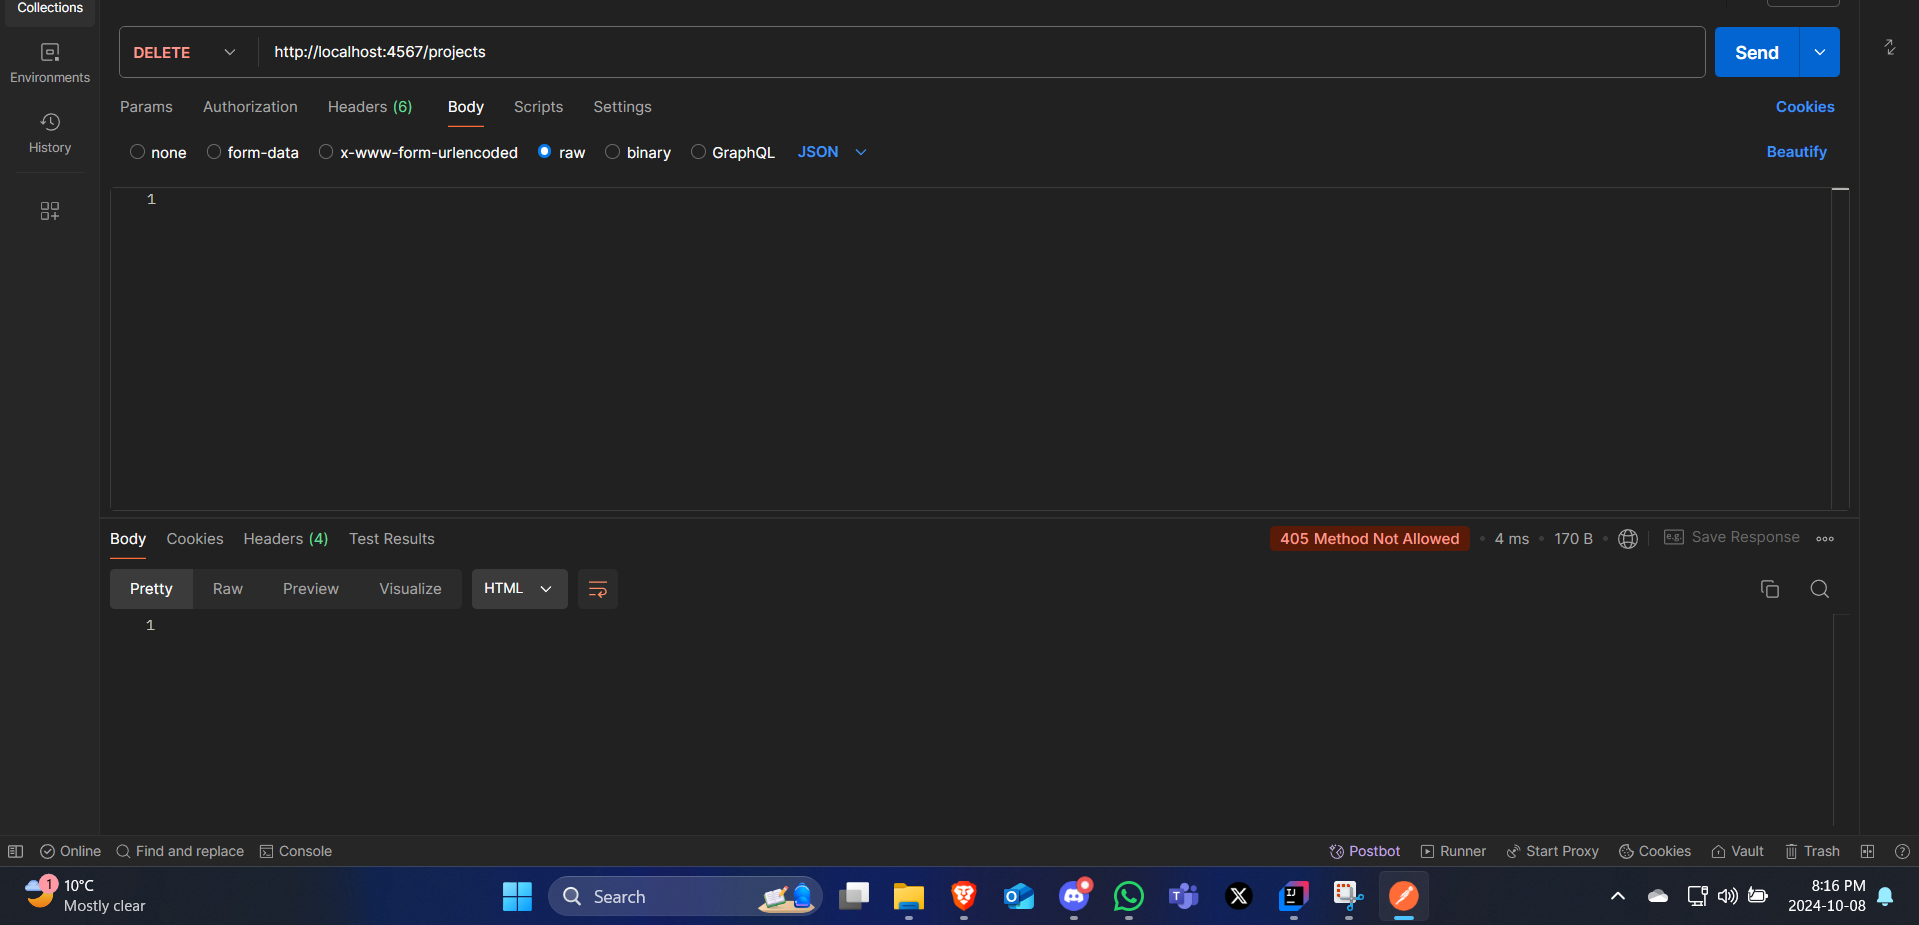 Collections
Environments
History
DELETE http://localhost:4567/projects Send
Params Authorization Headers (6) Body Scripts Settings Cookies
none form-data x-www-form-urlencoded raw binary GraphQL JSON Beautify
1
Body Cookies Headers (4) Test Results 405 Method Not Allowed • 4 ms • 170 B • e.g. Save Response
Pretty Raw Preview Visualize HTML
1
Online Find and replace Console Postbot Runner Start Proxy Cookies Vault Trash
1 10°C
Mostly clear
Search
8:16 PM
2024-10-08